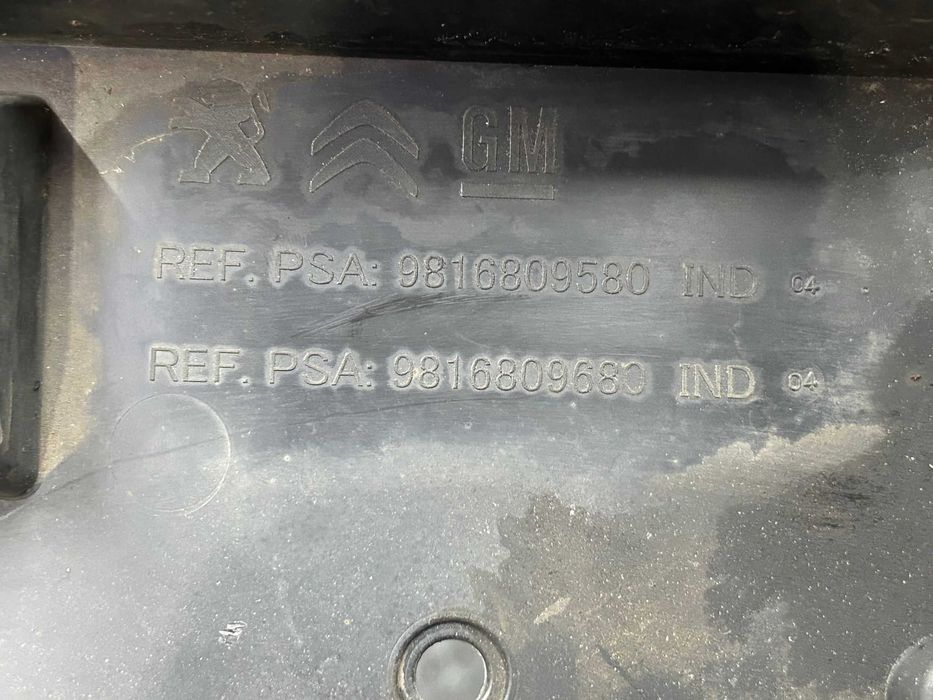 GM
REF. PSA: 9816809580 IND 04
REF. PSA: 9816809680 IND 04